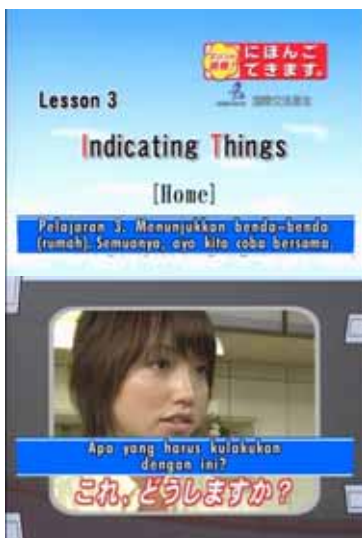 にほんご
できます。
Lesson 3
Indicating Things
[Home]
Pelajaran 3. Menunjukkan benda-benda
(rumah). Semuanya, ayo kita coba bersama.
Apa yang harus kulakukan
dengan ini?
これ、どうしますか？